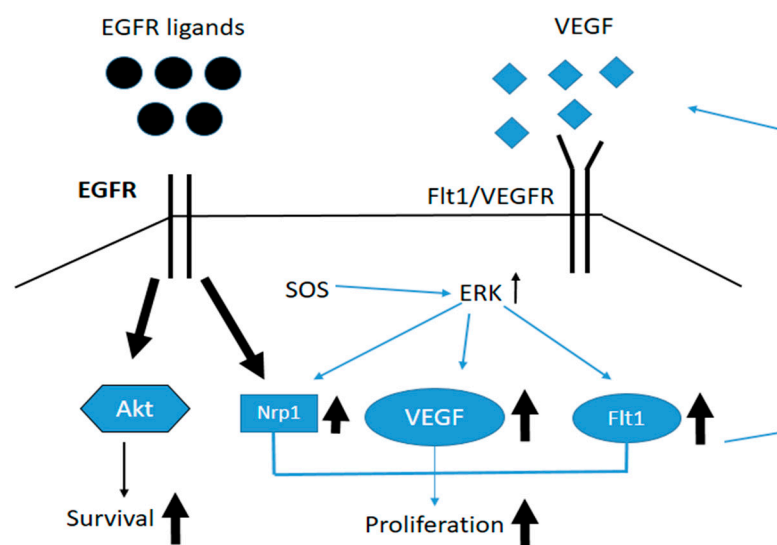 EGFR ligands
VEGF
EGFR
Flt1/VEGFR
SOS
ERK
Akt
Nrp1
VEGF
Flt1
Survival
Proliferation